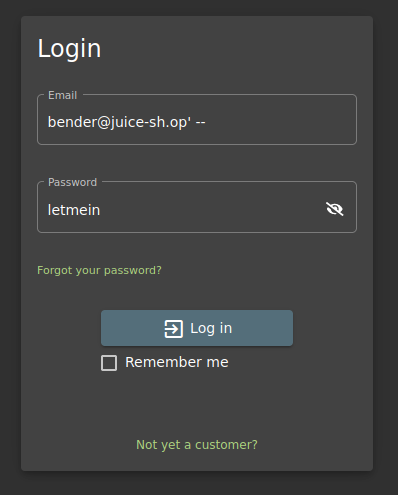 Login
Email
bender@juice-sh.op' --
Password
letmein
Forgot your password?
Log in
Remember me
Not yet a customer?